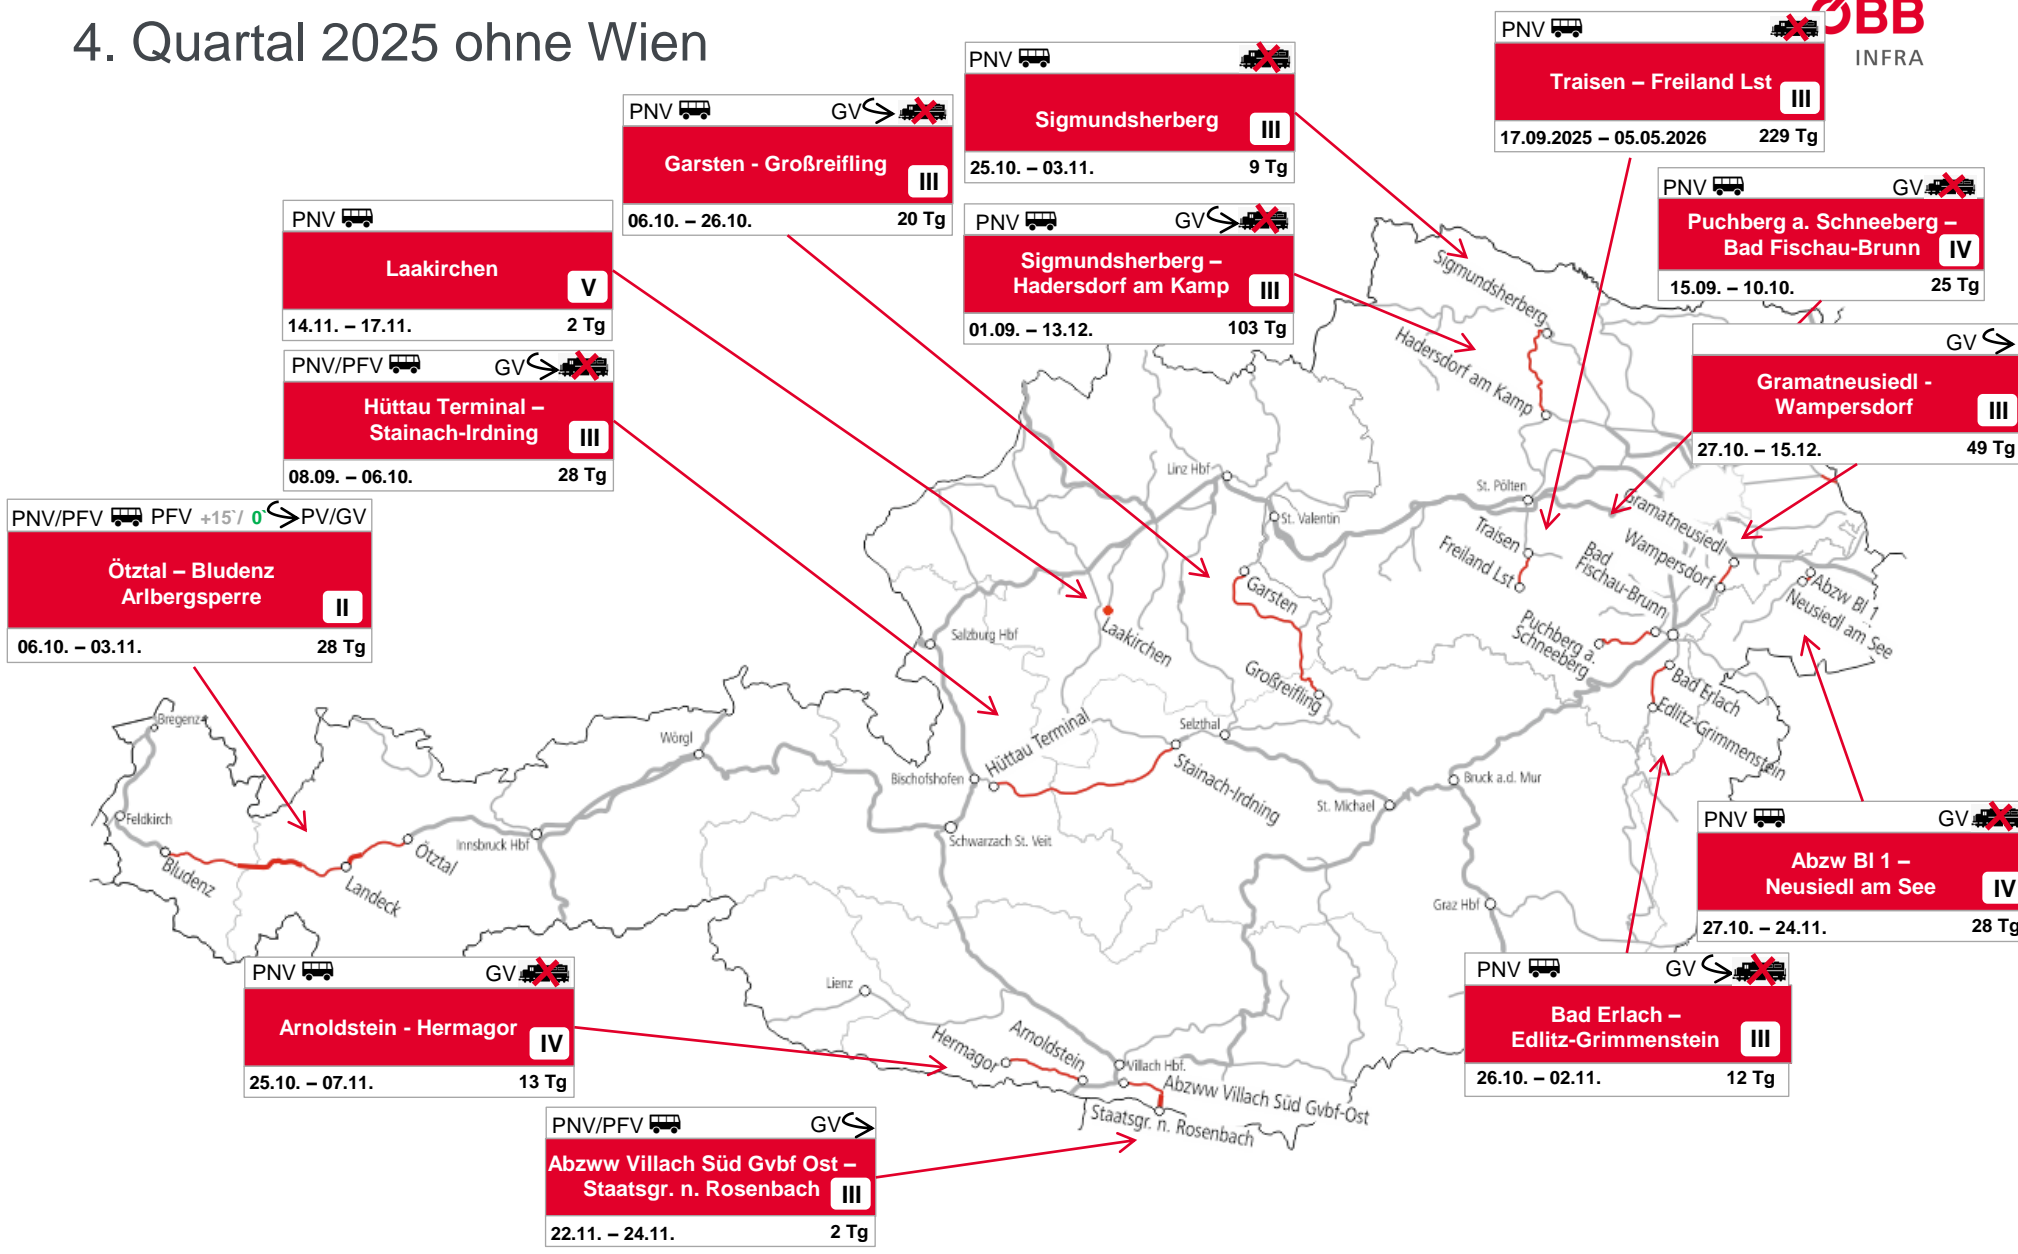 4. Quartal 2025 ohne Wien
ÖBB
INFRA
PNV
Traisen – Freiland Lst
III
17.09.2025 – 05.05.2026 229 Tg
PNV
Sigmundsherberg
III
25.10. – 03.11. 9 Tg
PNV GV
Garsten - Großreifling
III
06.10. – 26.10. 20 Tg
PNV GV
Puchberg a. Schneeberg –
Bad Fischau-Brunn
IV
15.09. – 10.10. 25 Tg
PNV
Laakirchen
V
14.11. – 17.11. 2 Tg
PNV GV
Sigmundsherberg –
Hadersdorf am Kamp
III
01.09. – 13.12. 103 Tg
GV
Gramatneusiedl -
Wampersdorf
III
27.10. – 15.12. 49 Tg
PNV/PFV GV
Hüttau Terminal –
Stainach-Irdning
III
08.09. – 06.10. 28 Tg
PNV/PFV PFV +15`/ 0` PV/GV
Ötztal – Bludenz
Arlbergsperre
II
06.10. – 03.11. 28 Tg
PNV GV
Abzw Bl 1 –
Neusiedl am See
IV
27.10. – 24.11. 28 Tg
PNV GV
Bad Erlach –
Edlitz-Grimmenstein
III
26.10. – 02.11. 12 Tg
PNV GV
Arnoldstein - Hermagor
IV
25.10. – 07.11. 13 Tg
PNV/PFV GV
Abzww Villach Süd Gvbf Ost –
Staatsgr. n. Rosenbach
III
22.11. – 24.11. 2 Tg
Sigmundsherberg
Hadersdorf am Kamp
Linz Hbf
St. Valentin
St. Pölten
Traisen
Freiland Lst
Gramatneusiedl
Wampersdorf
Bad
Fischau-Brunn
Abzw Bl 1
Neusiedl am See
Puchberg a.
Schneeberg
Bad Erlach
Edlitz-Grimmenstein
Garsten
Großreifling
Laakirchen
Salzburg Hbf
Hüttau Terminal
Selzthal
Stainach-Irdning
Bischofshofen
Schwarzach St. Veit
St. Michael
Bruck a.d. Mur
Graz Hbf
Wörgl
Innsbruck Hbf
Ötztal
Landeck
Bludenz
Feldkirch
Bregenz
Lienz
Hermagor
Arnoldstein
Villach Hbf.
Abzww Villach Süd Gvbf-Ost
Staatsgr. n. Rosenbach